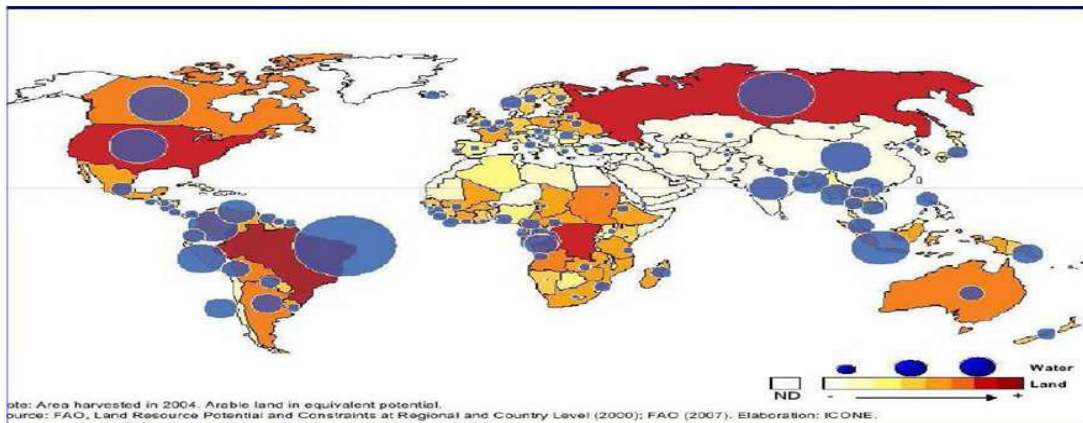 Water
Land
ND
- +
ote: Area harvested in 2004. Arable land in equivalent potential.
ource: FAO, Land Resource Potential and Constraints at Regional and Country Level (2000); FAO (2007). Elaboration: ICONE.